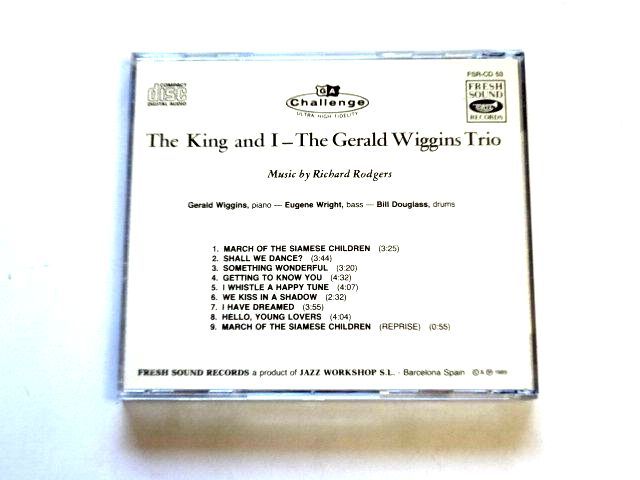 COMPACT
disc
DIGITAL AUDIO
GA
Challenge
ULTRA HIGH FIDELITY
FSR-CD 53
FRESH
SOUND
RECORDS
The King and I – The Gerald Wiggins Trio
Music by Richard Rodgers
Gerald Wiggins, piano — Eugene Wright, bass — Bill Douglass, drums
1. MARCH OF THE SIAMESE CHILDREN (3:25)
2. SHALL WE DANCE? (3:44)
3. SOMETHING WONDERFUL (3:20)
4. GETTING TO KNOW YOU (4:32)
5. I WHISTLE A HAPPY TUNE (4:07)
6. WE KISS IN A SHADOW (2:32)
7. I HAVE DREAMED (3:55)
8. HELLO, YOUNG LOVERS (4:04)
9. MARCH OF THE SIAMESE CHILDREN (REPRISE) (0:55)
FRESH SOUND RECORDS a product of JAZZ WORKSHOP S.L. · Barcelona Spain © & ℗ 1989